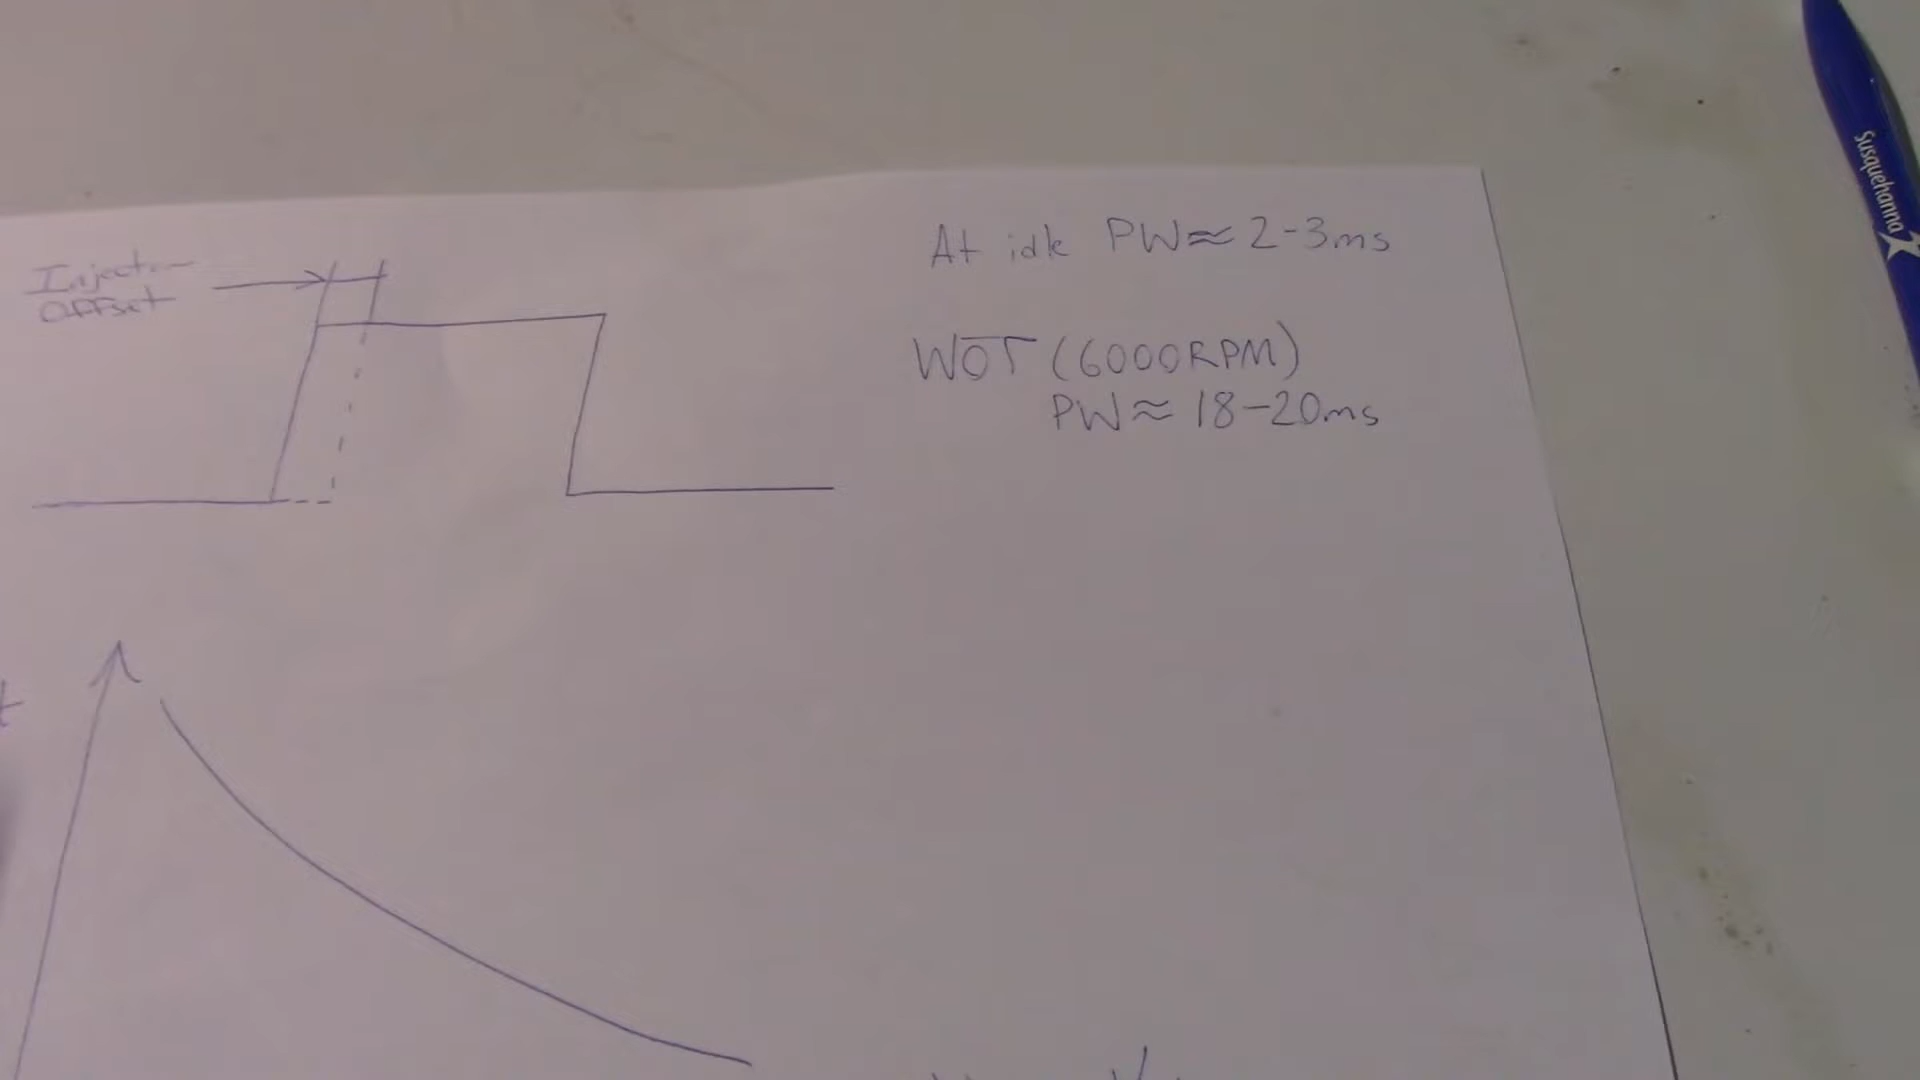 Injector
Offset
At idle PW≈2-3ms
WOT (6000RPM)
PW≈18-20ms
Susquehanna